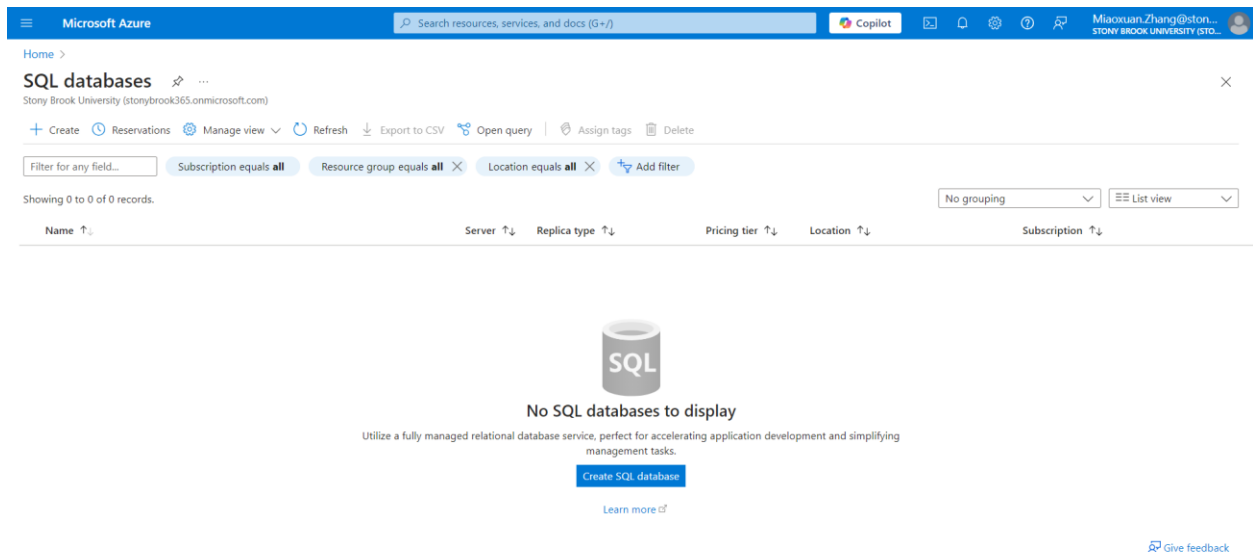 Microsoft Azure
Search resources, services, and docs (G+/)
Copilot
Miaoxuan.Zhang@ston...
STONY BROOK UNIVERSITY (STO...
Home >
SQL databases
Stony Brook University (stonybrook365.onmicrosoft.com)
+ Create Reservations Manage view Refresh Export to CSV Open query Assign tags Delete
Filter for any field... Subscription equals all Resource group equals all Location equals all Add filter
Showing 0 to 0 of 0 records. No grouping List view
Name ↑↓ Server ↑↓ Replica type ↑↓ Pricing tier ↑↓ Location ↑↓ Subscription ↑↓
SQL
No SQL databases to display
Utilize a fully managed relational database service, perfect for accelerating application development and simplifying
management tasks.
Create SQL database
Learn more
Give feedback